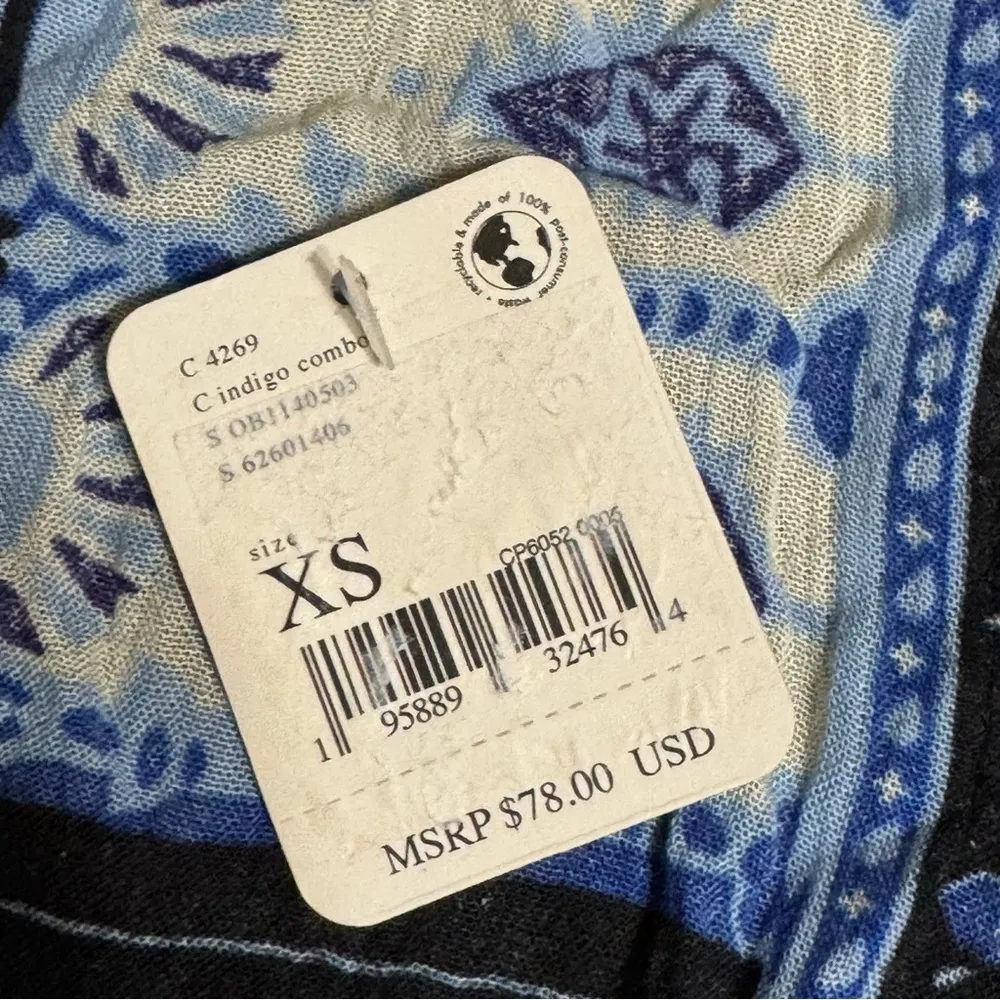 recyclable & made of 100% post-consumer waste •
C 4269
C indigo combo
S OB1140503
S 62601406
size
XS
CP6052 0005
1 95889 32476 4
MSRP $78.00 USD